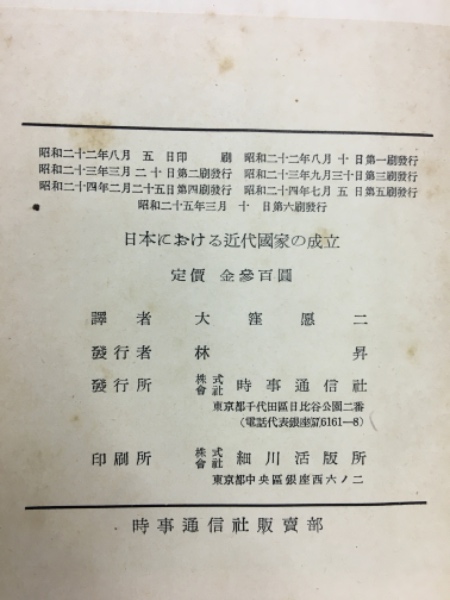 昭和二十二年八月 五 日印 刷 昭和二十二年八月 十 日第一刷發行
昭和二十三年三月 二 十 日第二刷發行 昭和二十三年九月三十日第三刷發行
昭和二十四年二月二十五日第四刷發行 昭和二十四年七月 五 日第五刷發行
昭和二十五年三月 十 日第六刷發行
日本における近代國家の成立
定價 金參百圓
譯者 大窪愿二
發行者 林昇
發行所 株式會社 時事通信社
東京都千代田區日比谷公園二番
(電話代表銀座(57)6161—8)
印刷所 株式會社 細川活版所
東京都中央區銀座西六ノ二
時事通信社販賣部